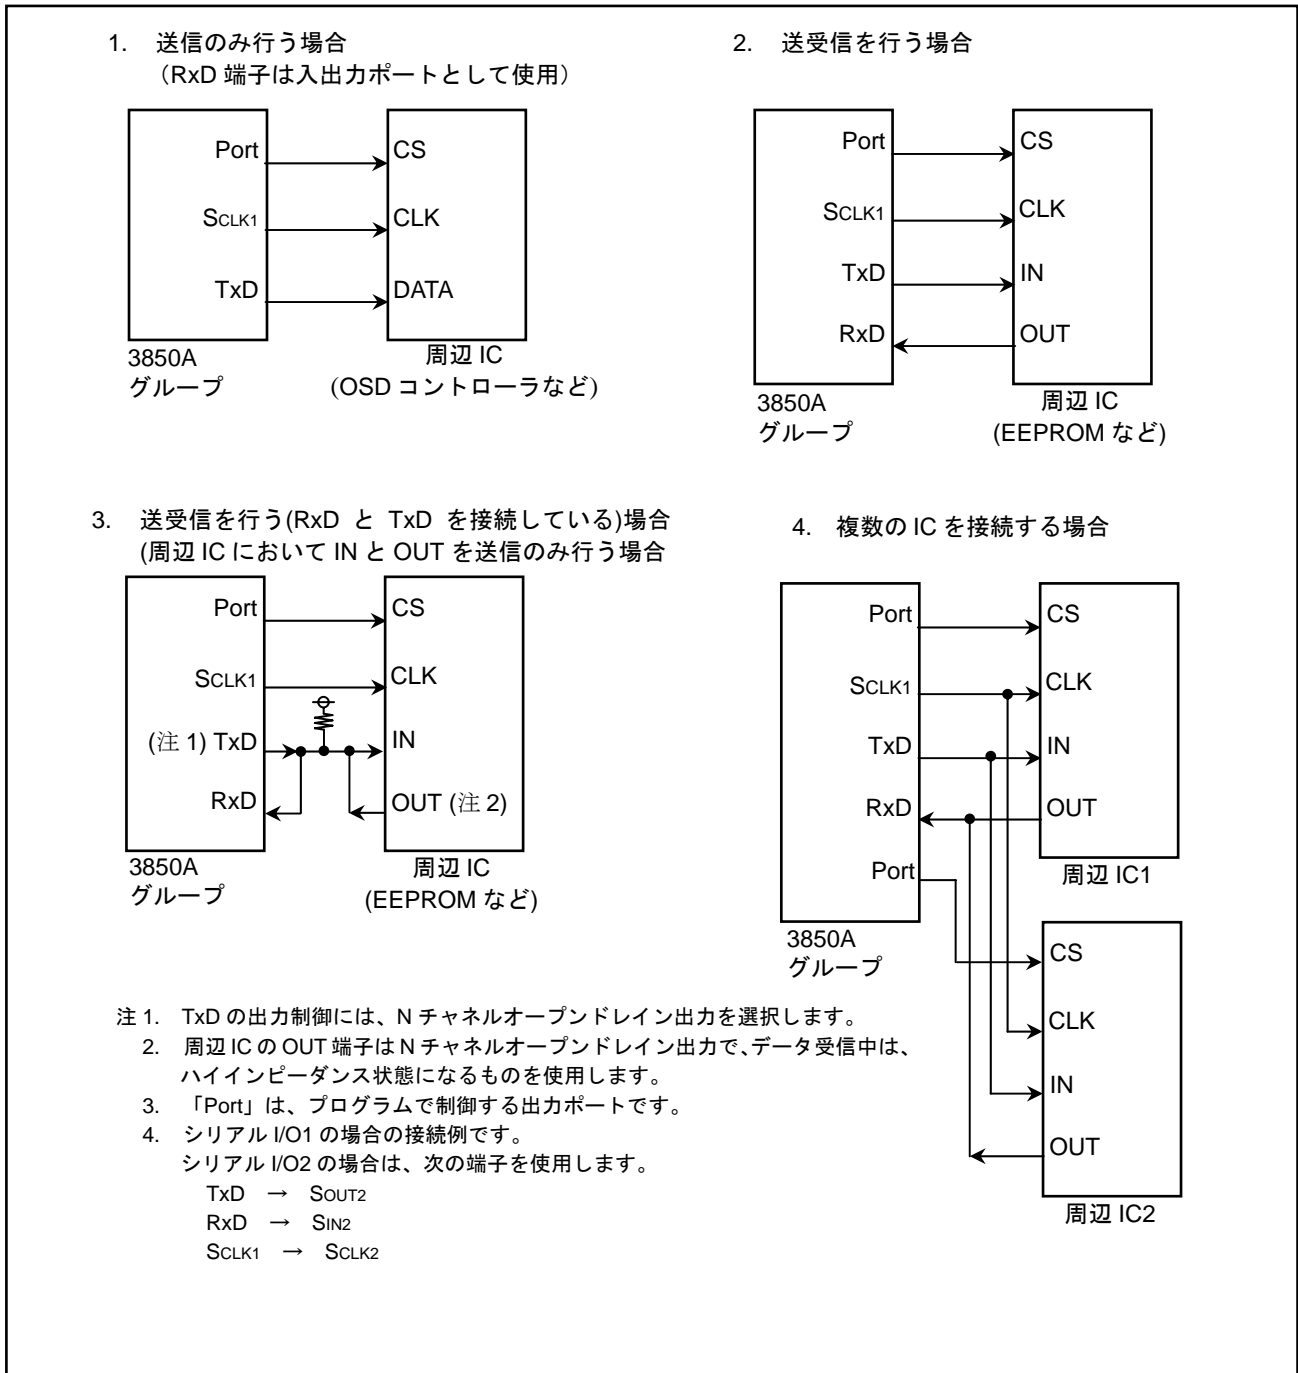 1. 送信のみ行う場合
（RxD 端子は入出力ポートとして使用）
Port
CS
SCLK1
CLK
TxD
DATA
3850A
グループ
周辺 IC
(OSD コントローラなど)
2. 送受信を行う場合
Port
CS
SCLK1
CLK
TxD
IN
RxD
OUT
3850A
グループ
周辺 IC
(EEPROM など)
3. 送受信を行う(RxD と TxD を接続している)場合
(周辺 IC において IN と OUT を送信のみ行う場合
Port
CS
SCLK1
CLK
(注 1) TxD
IN
RxD
OUT (注 2)
3850A
グループ
周辺 IC
(EEPROM など)
4. 複数の IC を接続する場合
Port
CS
SCLK1
CLK
TxD
IN
RxD
OUT
Port
周辺 IC1
3850A
グループ
CS
CLK
IN
OUT
周辺 IC2
注 1. TxD の出力制御には、N チャネルオープンドレイン出力を選択します。
2. 周辺 IC の OUT 端子は N チャネルオープンドレイン出力で、データ受信中は、
ハイインピーダンス状態になるものを使用します。
3. 「Port」は、プログラムで制御する出力ポートです。
4. シリアル I/O1 の場合の接続例です。
シリアル I/O2 の場合は、次の端子を使用します。
TxD → SOUT2
RxD → SIN2
SCLK1 → SCLK2